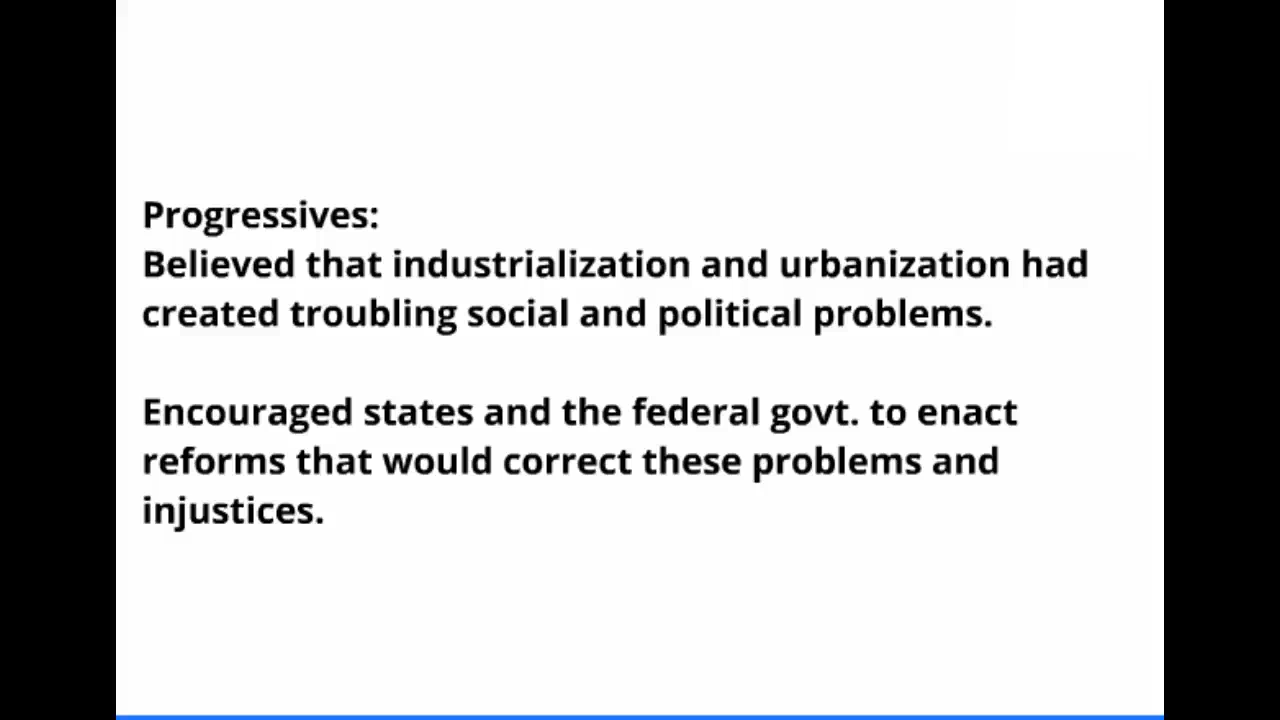 Progressives:
Believed that industrialization and urbanization had
created troubling social and political problems.
Encouraged states and the federal govt. to enact
reforms that would correct these problems and
injustices.